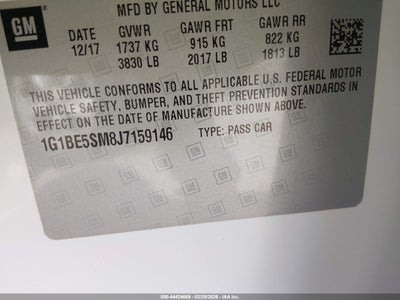 MFD BY GENERAL MOTORS LLC
GM
GVWR GAWR FRT GAWR RR
12/17 1737 KG 915 KG 822 KG
3830 LB 2017 LB 1813 LB
THIS VEHICLE CONFORMS TO ALL APPLICABLE U.S. FEDERAL MOTOR
VEHICLE SAFETY, BUMPER, AND THEFT PREVENTION STANDARDS IN
EFFECT ON THE DATE OF MANUFACTURE SHOWN ABOVE.
1G1BE5SM8J7159146 TYPE: PASS CAR